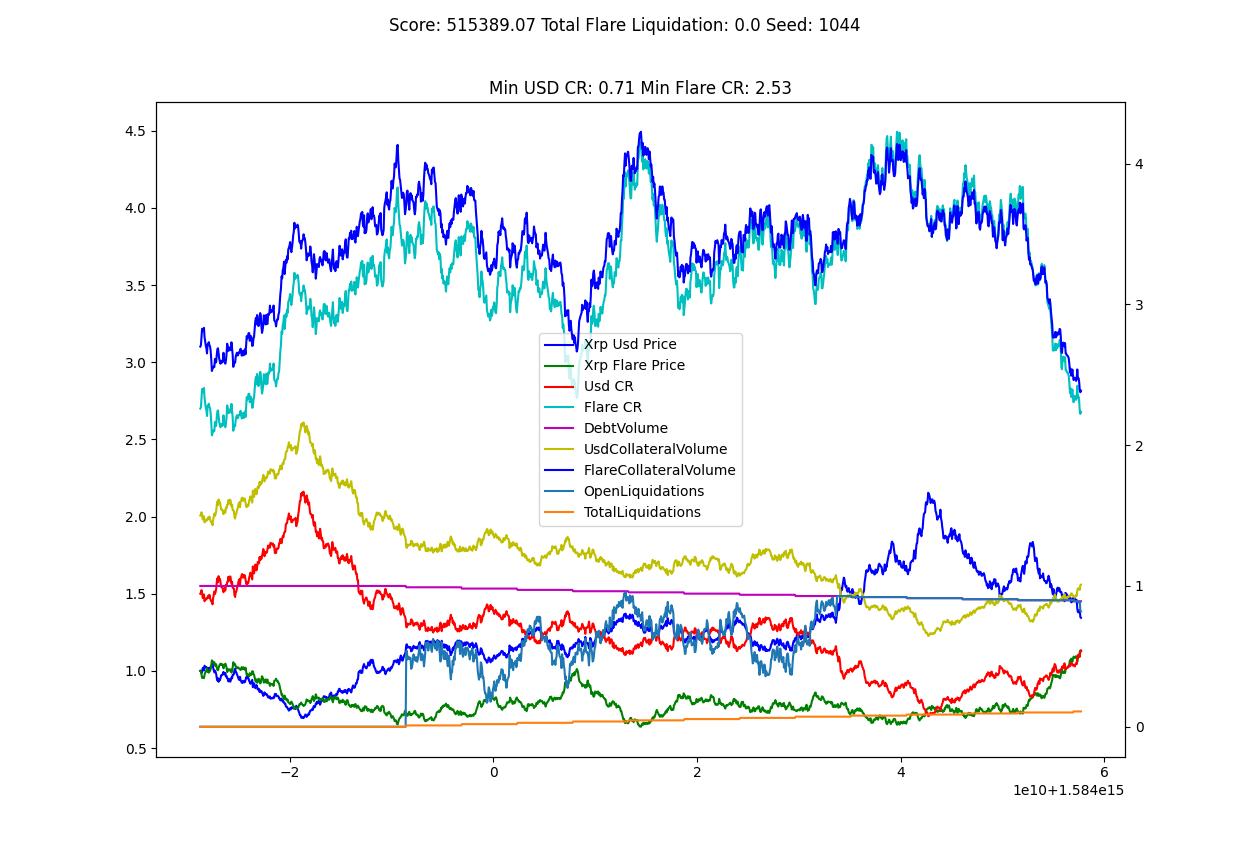 Score: 515389.07 Total Flare Liquidation: 0.0 Seed: 1044
Min USD CR: 0.71 Min Flare CR: 2.53
4.5
4.0
3.5
3.0
2.5
2.0
1.5
1.0
0.5
4
3
2
1
0
Xrp Usd Price
Xrp Flare Price
Usd CR
Flare CR
DebtVolume
UsdCollateralVolume
FlareCollateralVolume
OpenLiquidations
TotalLiquidations
−2 0 2 4 6
1e10+1.584e15